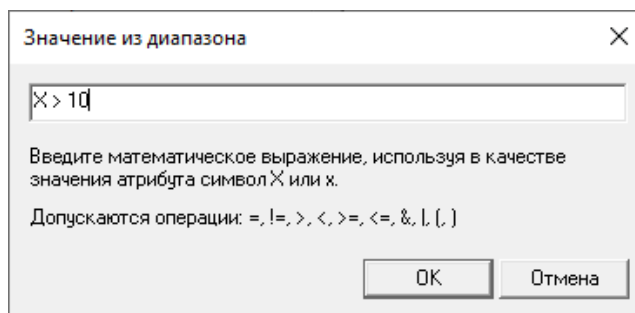 Значение из диапазона
X > 10
Введите математическое выражение, используя в качестве
значения атрибута символ X или x.
Допускаются операции: =, !=, >, <, >=, <=, &, |, (, )
OK Отмена